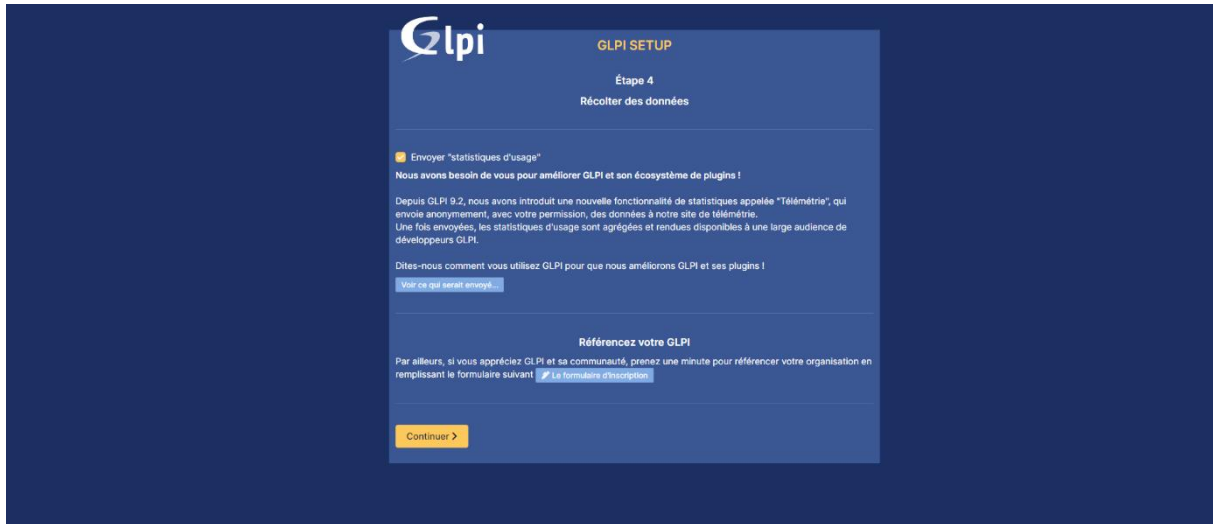 Glpi
GLPI SETUP
Étape 4
Récolter des données
Envoyer "statistiques d'usage"
Nous avons besoin de vous pour améliorer GLPI et son écosystème de plugins !
Depuis GLPI 9.2, nous avons introduit une nouvelle fonctionnalité de statistiques appelée "Télémétrie", qui
envoie anonymement, avec votre permission, des données à notre site de télémétrie.
Une fois envoyées, les statistiques d'usage sont agrégées et rendues disponibles à une large audience de
développeurs GLPI.
Dites-nous comment vous utilisez GLPI pour que nous améliorons GLPI et ses plugins !
Voir ce qui serait envoyé...
Référencez votre GLPI
Par ailleurs, si vous appréciez GLPI et sa communauté, prenez une minute pour référencer votre organisation en
remplissant le formulaire suivant Le formulaire d'inscription
Continuer